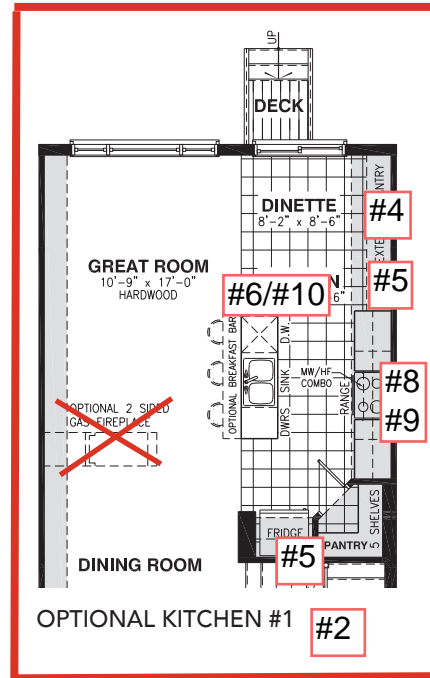 UP
DECK
DINETTE
8'-2" x 8'-6"
#4
GREAT ROOM
10'-9" x 17'-0"
HARDWOOD
#5
#6/#10
OPTIONAL BREAKFAST BAR
D.W.
SINK
DWRS
MW/HF
COMBO
RANGE
#8
#9
OPTIONAL 2 SIDED
GAS FIREPLACE
FRIDGE
PANTRY
5 SHELVES
#5
DINING ROOM
OPTIONAL KITCHEN #1
#2